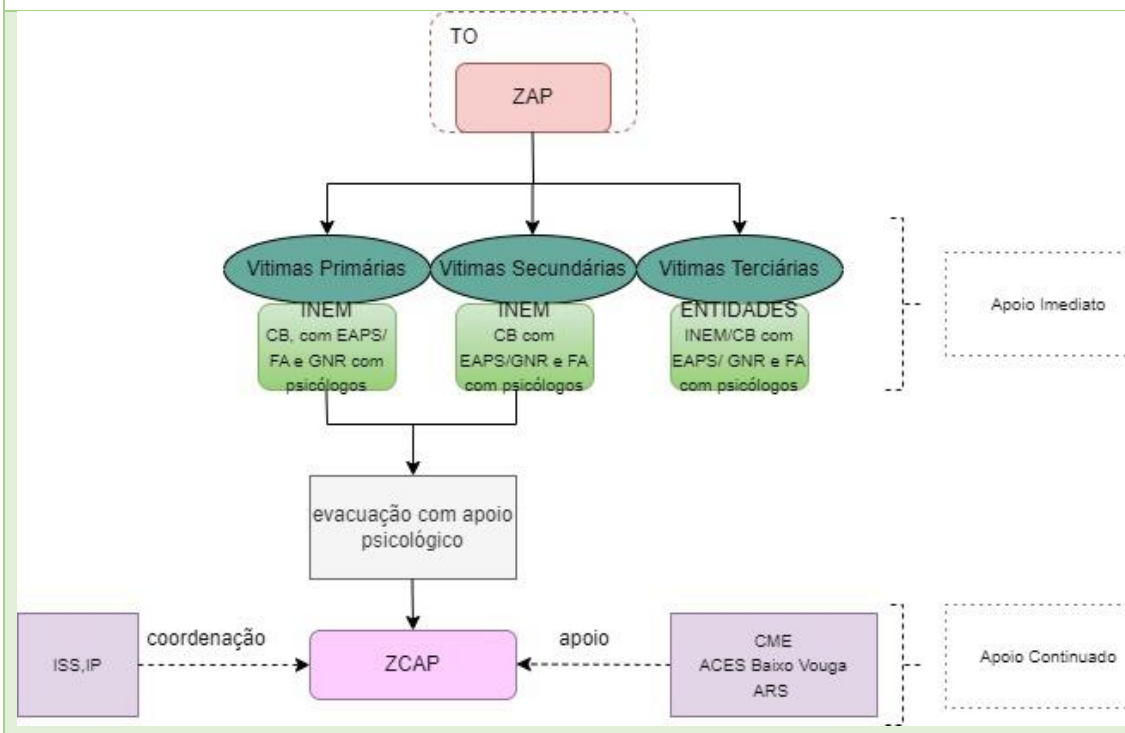 TO
ZAP
Vitimas Primárias
Vitimas Secundárias
Vitimas Terciárias
INEM
CB, com EAPS/
FA e GNR com
psicólogos
INEM
CB com
EAPS/GNR e FA
com psicólogos
ENTIDADES
INEM/CB com
EAPS/ GNR e FA
com psicólogos
Apoio Imediato
evacuação com apoio
psicológico
ISS,IP
coordenação
ZCAP
apoio
CME
ACES Baixo Vouga
ARS
Apoio Continuado